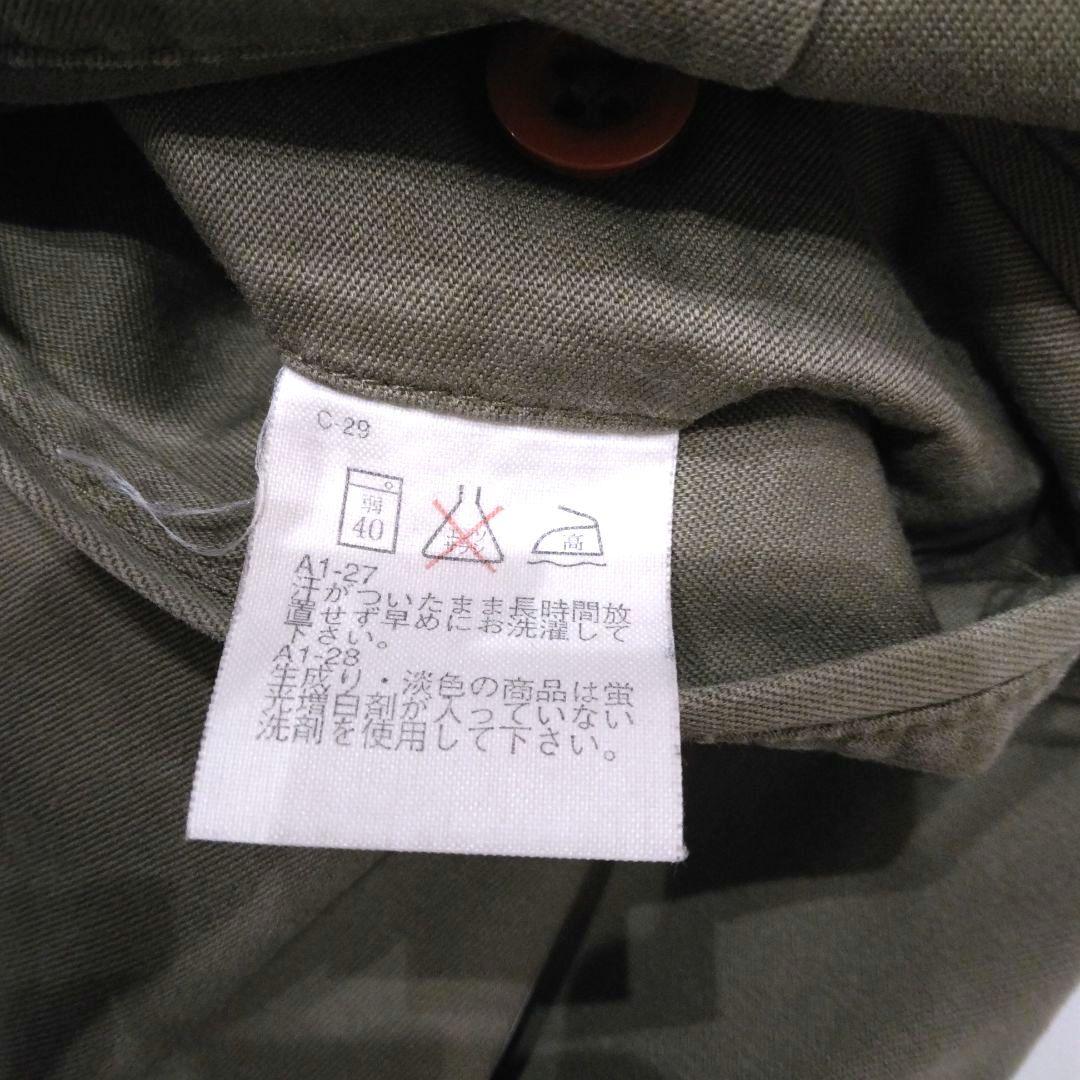 C-29
弱
40
高
A1-27
汗がついたまま長時間放
置せず早めにお洗濯して
下さい。
A1-28
生成り・淡色の商品は蛍
光増白剤が入っていない
洗剤を使用して下さい。